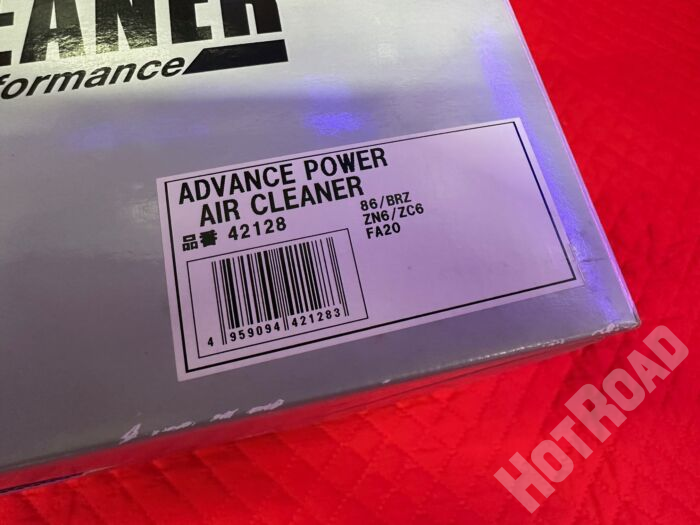 EANER
formance
ADVANCE POWER
AIR CLEANER
品番 42128
86/BRZ
ZN6/ZC6
FA20
4 959094 421283
HOTROAD